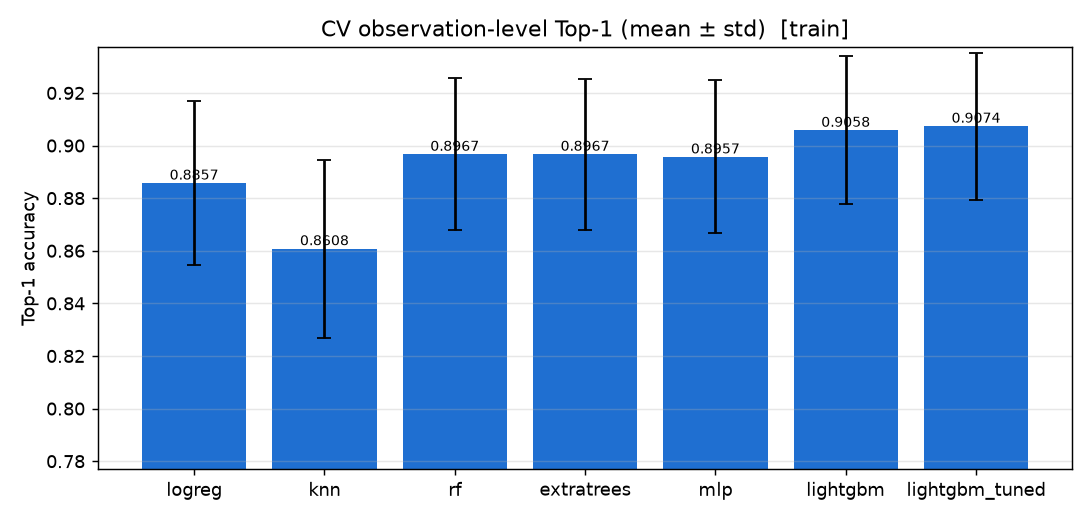 CV observation-level Top-1 (mean ± std)  [train]
Top-1 accuracy
0.92
0.90
0.88
0.86
0.84
0.82
0.80
0.78
0.8857
0.8608
0.8967
0.8967
0.8957
0.9058
0.9074
logreg
knn
rf
extratrees
mlp
lightgbm
lightgbm_tuned